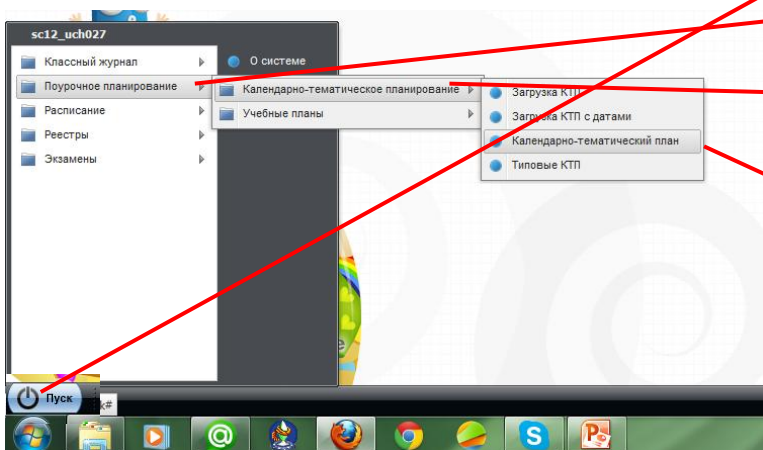 sc12_uch027
Классный журнал
О системе
Поурочное планирование
Календарно-тематическое планирование
Загрузка КТП
Расписание
Учебные планы
Загрузка КТП с датами
Реестры
Календарно-тематический план
Экзамены
Типовые КТП
Пуск
k#